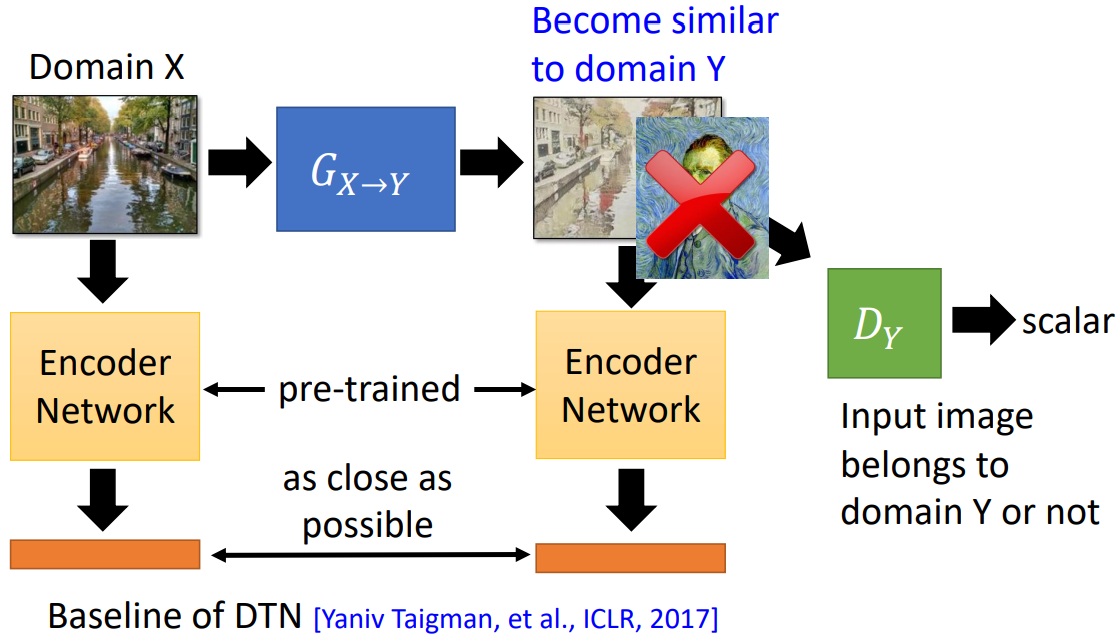 Become similar
to domain Y
Domain X
G_{X→Y}
D_Y
scalar
Encoder
Network
pre-trained
Encoder
Network
Input image
belongs to
domain Y or not
as close as
possible
Baseline of DTN [Yaniv Taigman, et al., ICLR, 2017]